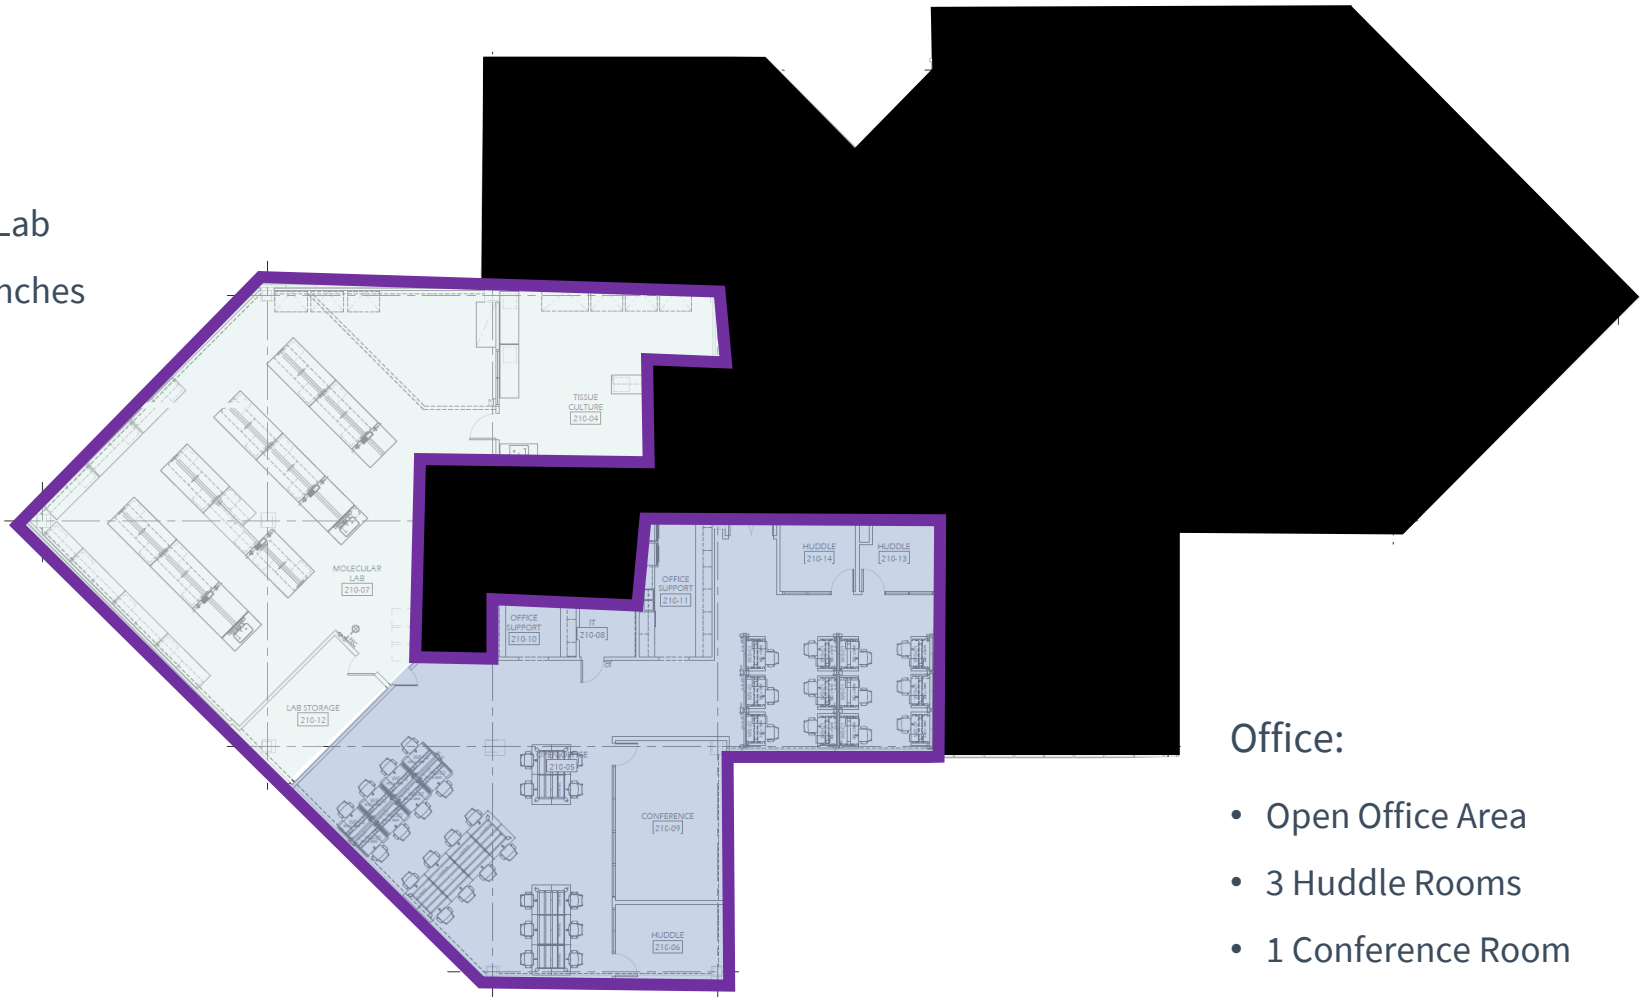 Lab
nches
TISSUE
CULTURE
210-04
MOLECULAR
LAB
210-07
LAB STORAGE
210-12
OFFICE
SUPPORT
210-10
IT
210-08
OFFICE
SUPPORT
210-11
HUDDLE
210-14
HUDDLE
210-13
210-05
CONFERENCE
210-09
HUDDLE
210-06
Office:
• Open Office Area
• 3 Huddle Rooms
• 1 Conference Room